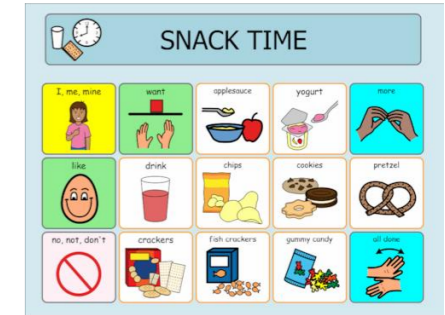 SNACK TIME
I, me, mine
want
applesauce
yogurt
more
like
drink
chips
cookies
pretzel
no, not, don't
crackers
fish crackers
gummy candy
all done